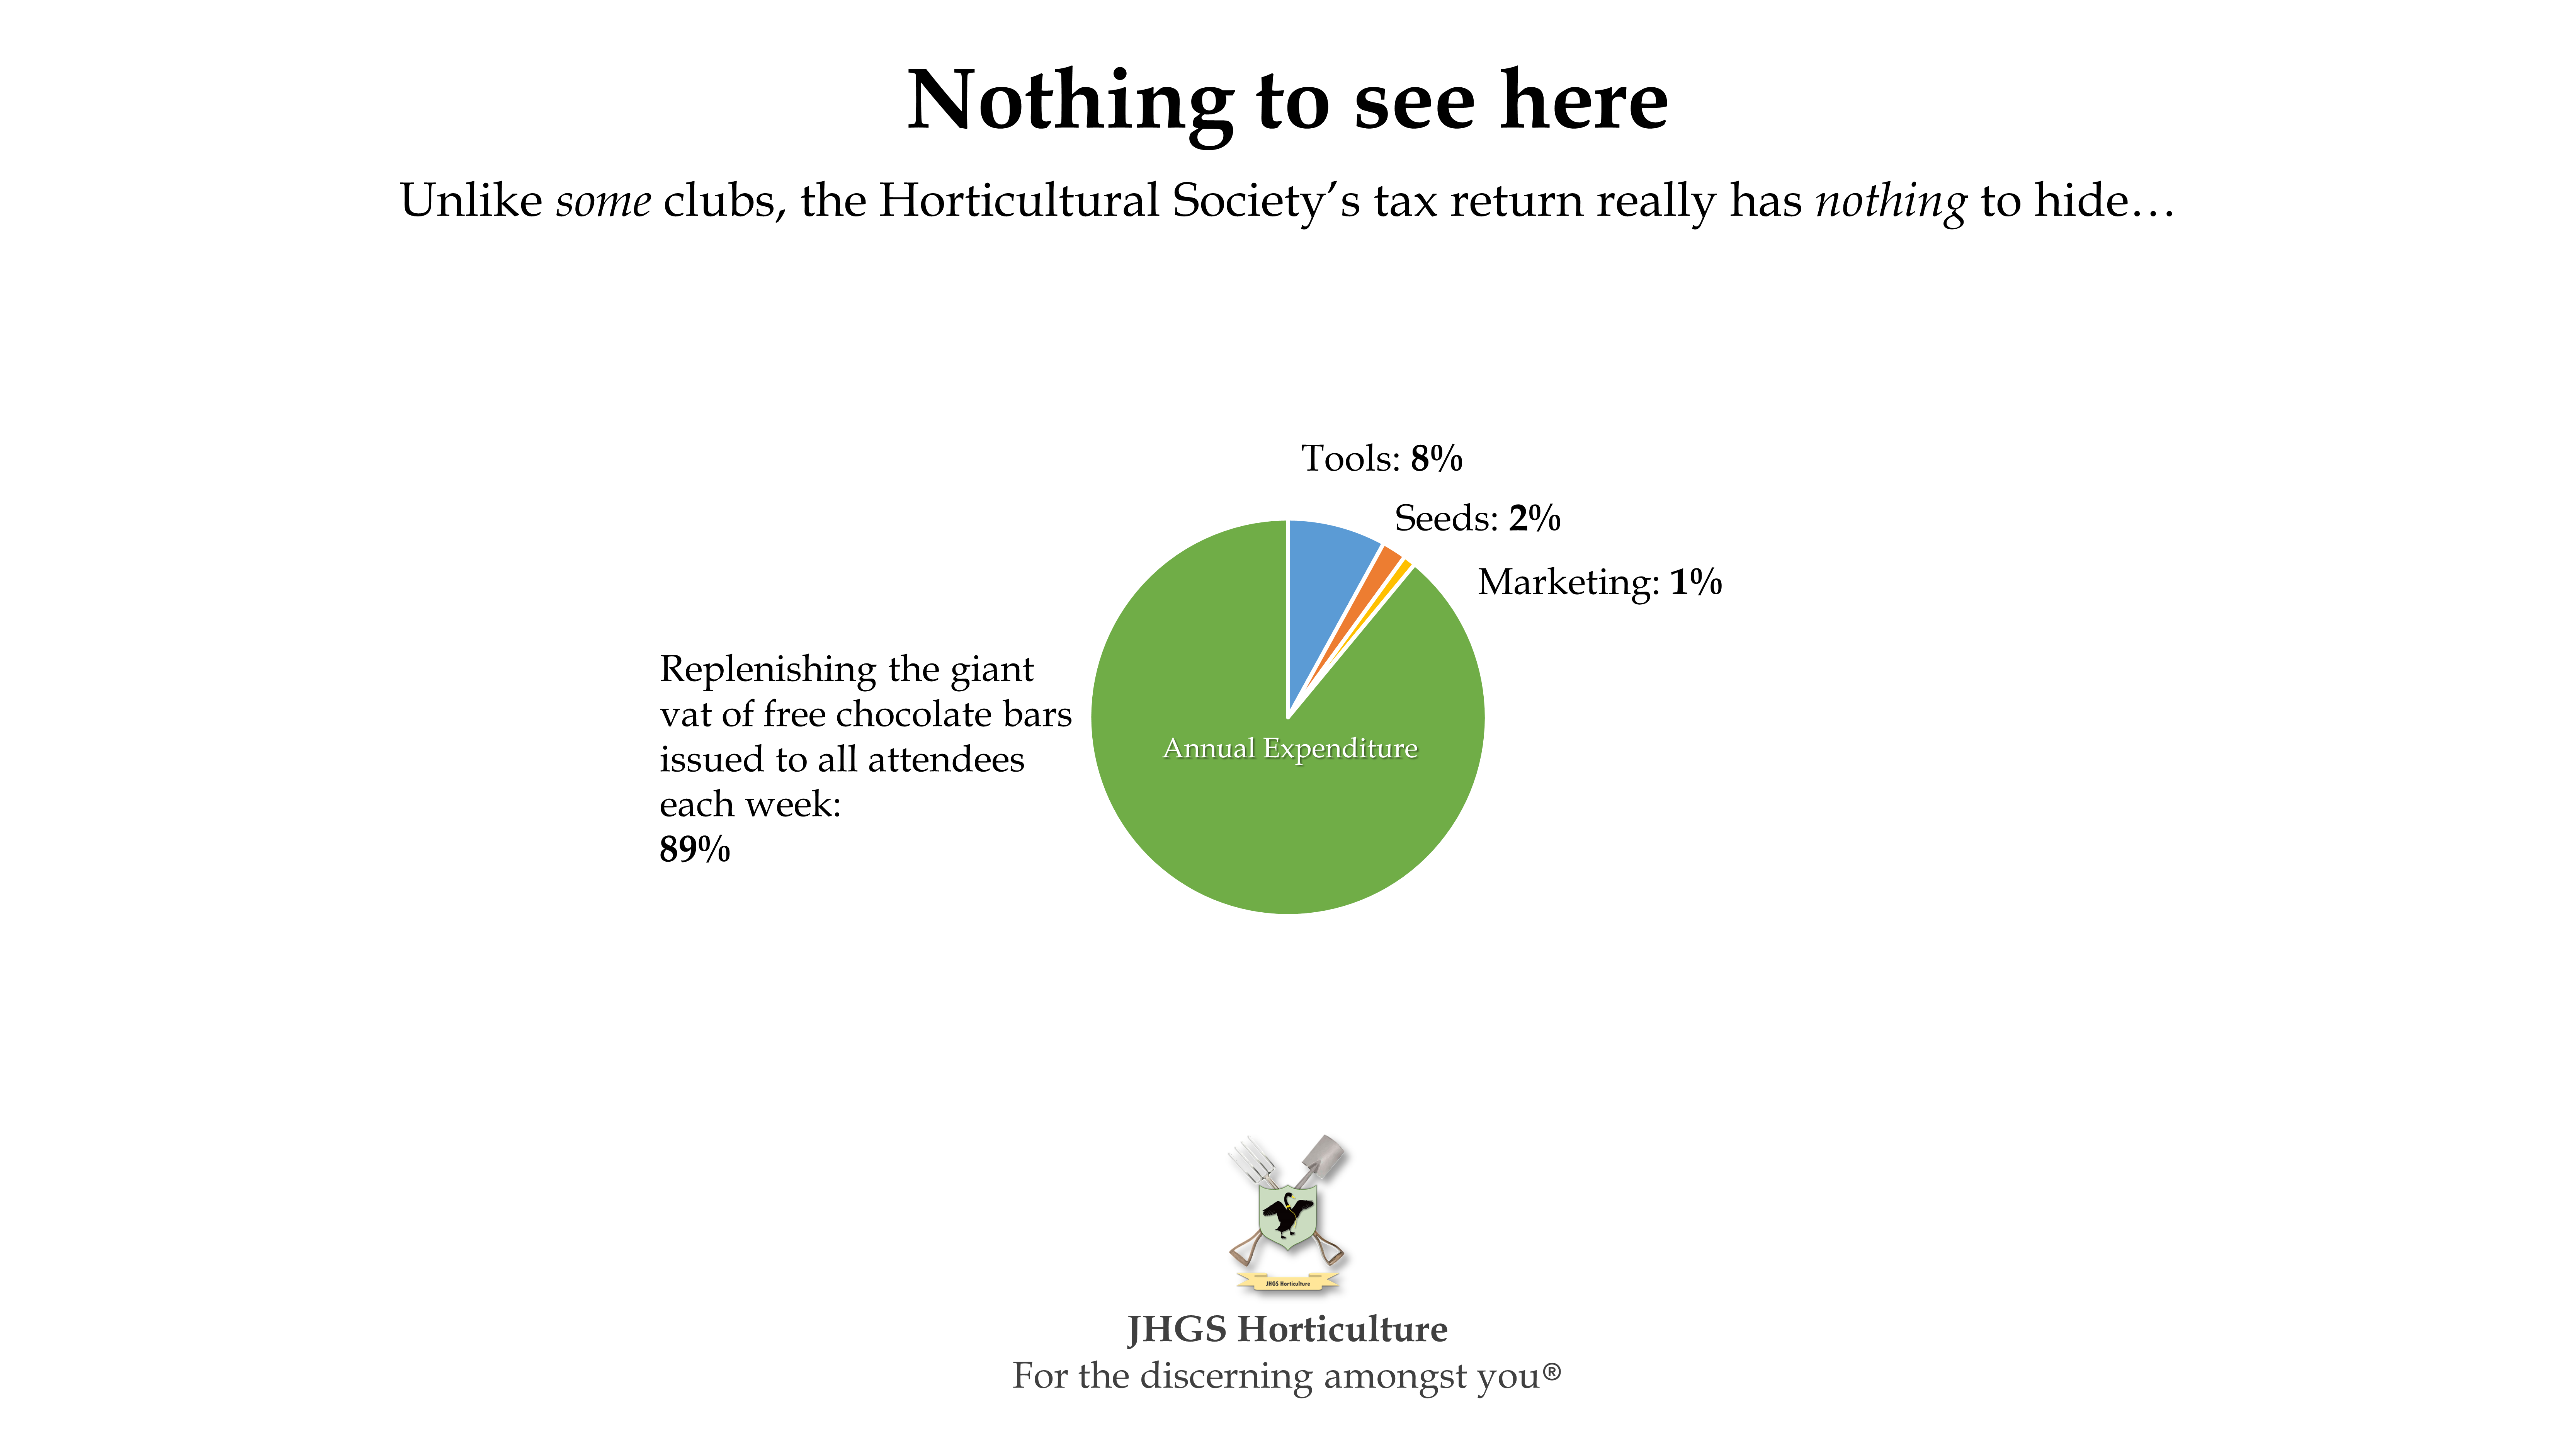 Nothing to see here
Unlike some clubs, the Horticultural Society’s tax return really has nothing to hide…
Tools: 8%
Seeds: 2%
Marketing: 1%
Replenishing the giant
vat of free chocolate bars
issued to all attendees
each week:
89%
Annual Expenditure
JHGS Horticulture
JHGS Horticulture
For the discerning amongst you®